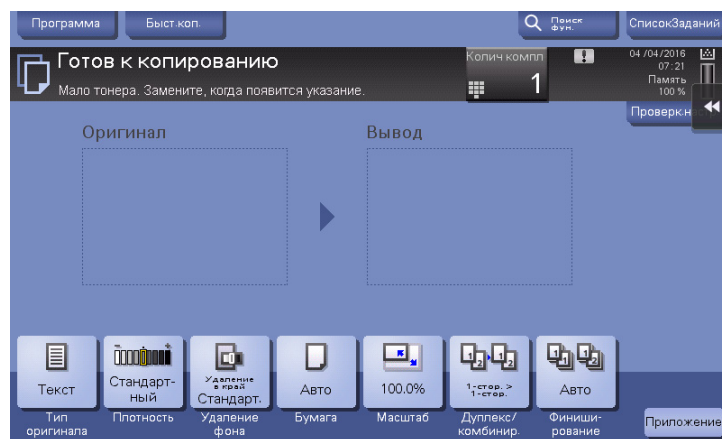 Программа
Быст.коп.
Поиск
фун.
СписокЗаданий
Готов к копированию
Мало тонера. Замените, когда появится указание.
Колич компл
1
04/04/2016
07:21
Память
100 %
Проверк.н
Оригинал
Вывод
Текст
Стандарт-
ный
Удаление
в край
Стандарт.
Авто
100.0%
1-стор. >
1-стор.
Авто
Тип
оригинала
Плотность
Удаление
фона
Бумага
Масштаб
Дуплекс/
комбинир.
Финиши-
рование
Приложение